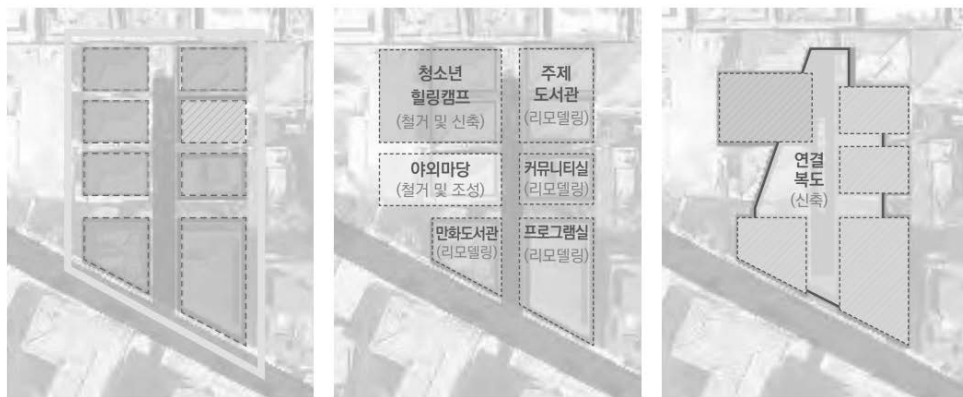 청소년
힐링캠프
(철거 및 신축)
주제
도서관
(리모델링)
야외마당
(철거 및 조성)
커뮤니티실
(리모델링)
만화도서관
(리모델링)
프로그램실
(리모델링)
연결
복도
(신축)